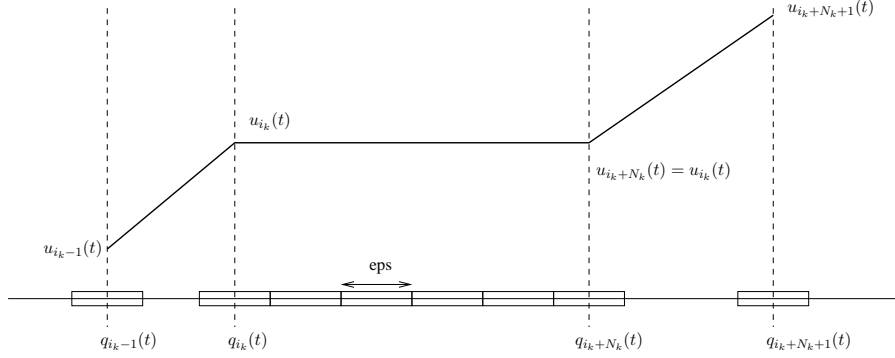 u_{i_k+N_k+1}(t)
u_{i_k}(t)
u_{i_k+N_k}(t) = u_{i_k}(t)
u_{i_k−1}(t)
eps
q_{i_k−1}(t) q_{i_k}(t) q_{i_k+N_k}(t) q_{i_k+N_k+1}(t)